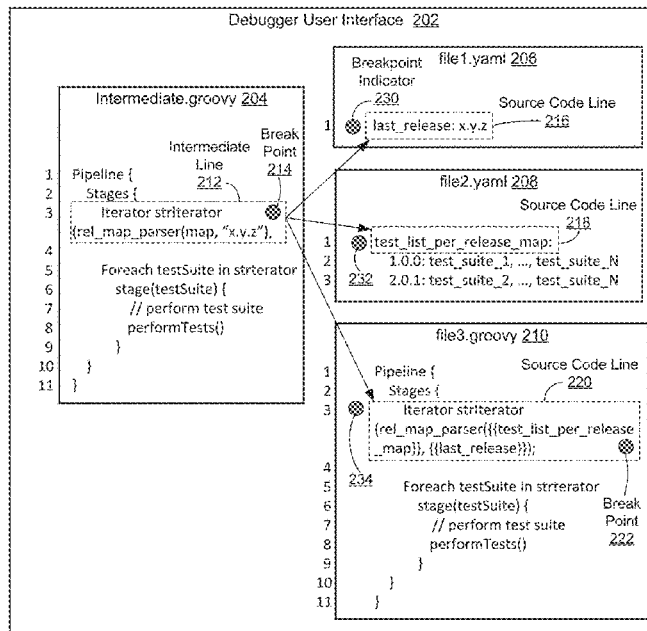 Debugger User Interface 202
Intermediate.groovy 204
Intermediate Line 212
Break Point 214
1 Pipeline {
2 Stages {
3 Iterator strIterator
(rel_map_parser(map, "x.y.z"),
4
5 Foreach testSuite in strterator
6 stage(testSuite) {
7 // perform test suite
8 performTests()
9 }
10 }
11 }
file1.yaml 206
Breakpoint Indicator 230
Source Code Line 216
1 last_release: x.y.z
file2.yaml 208
Source Code Line 218
1 test_list_per_release_map:
2 1.0.0: test_suite_1, ..., test_suite_N
3 2.0.1: test_suite_2, ..., test_suite_N
232
file3.groovy 210
Source Code Line 220
1 Pipeline {
2 Stages {
3 Iterator strIterator
(rel_map_parser({{test_list_per_release
_map}}, {{last_release}});
234
4
5 Foreach testSuite in strterator
6 stage(testSuite) {
7 // perform test suite
8 performTests()
9 }
10 }
11 }
Break Point 222